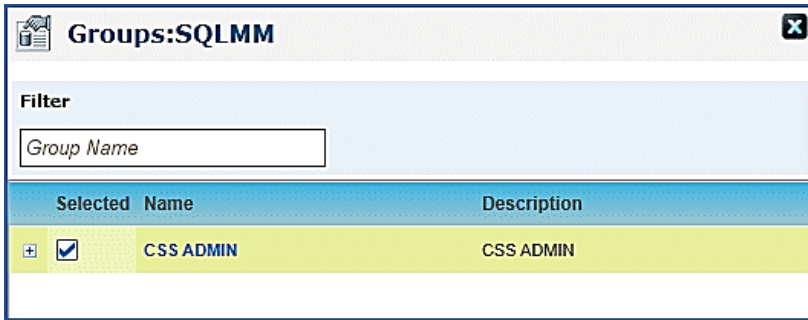 Groups:SQLMM
Filter
Group Name
Selected Name Description
CSS ADMIN CSS ADMIN